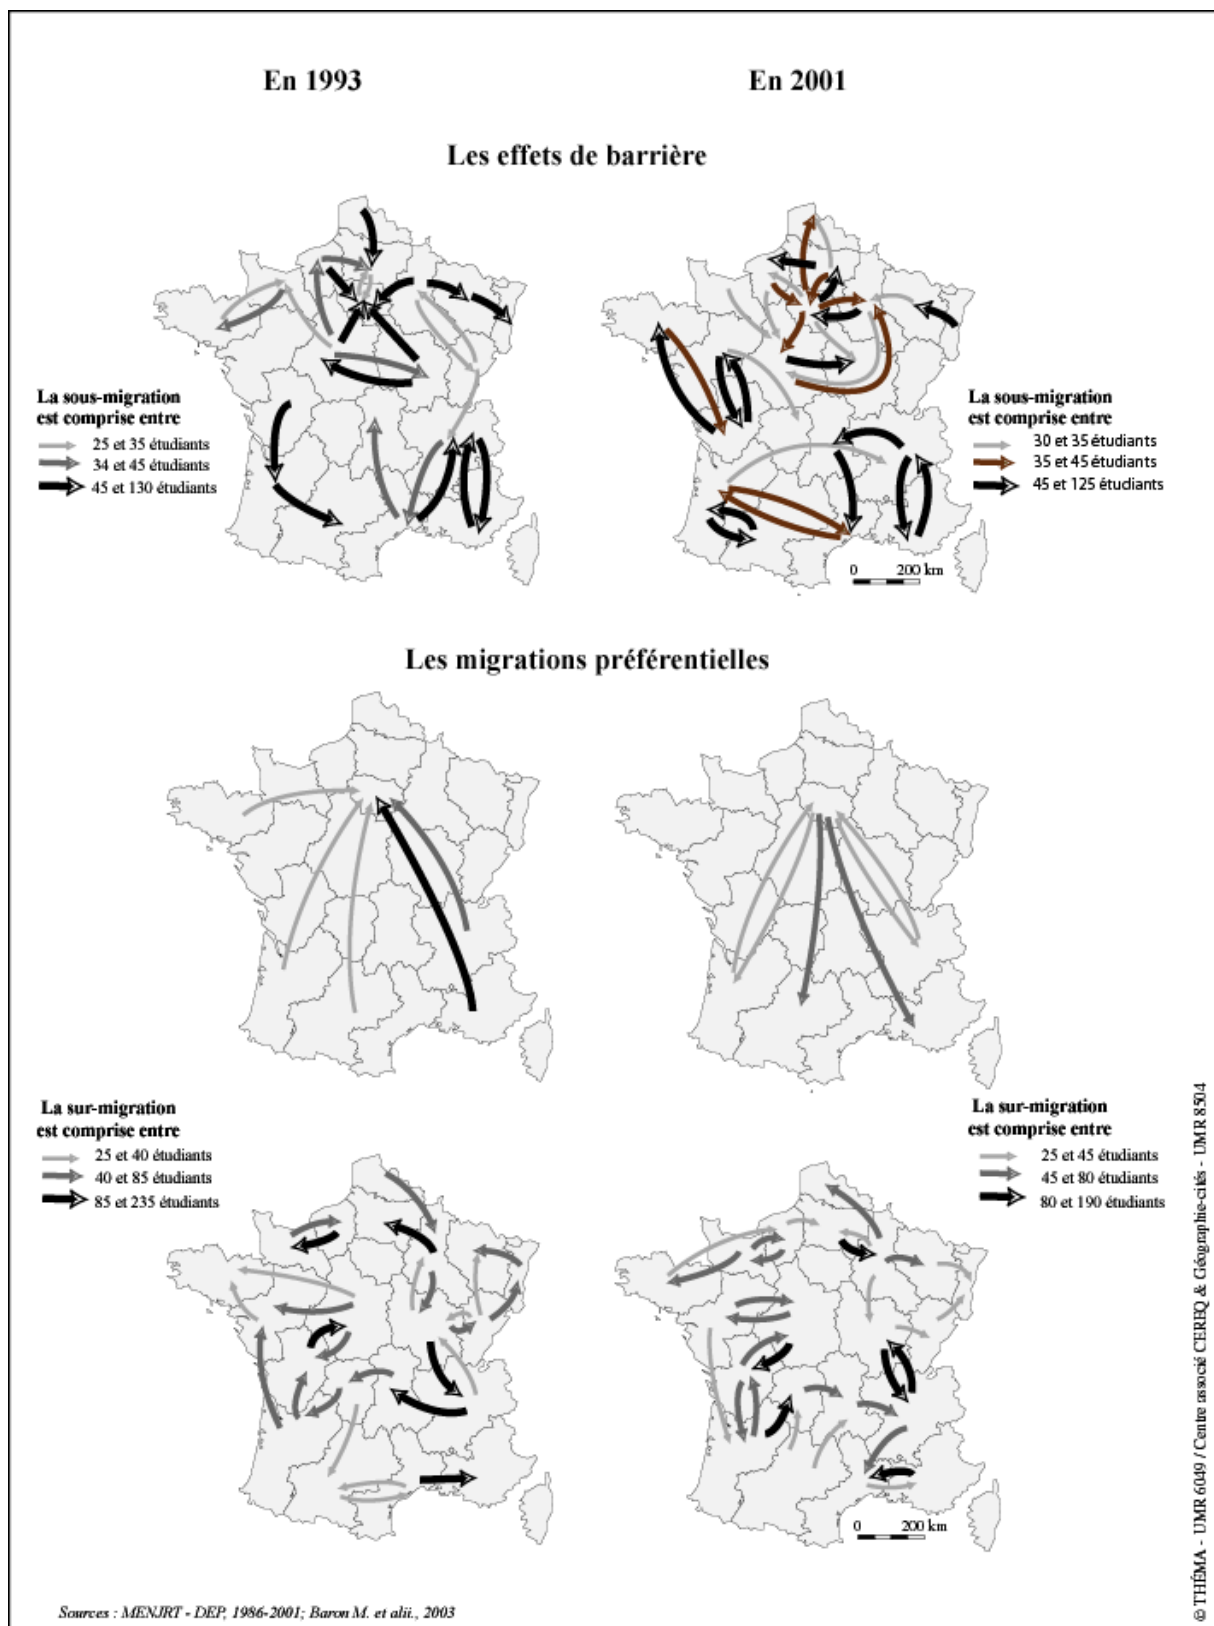 En 1993
En 2001
Les effets de barrière
La sous-migration
est comprise entre
25 et 35 étudiants
34 et 45 étudiants
45 et 130 étudiants
La sous-migration
est comprise entre
30 et 35 étudiants
35 et 45 étudiants
45 et 125 étudiants
0 200 km
Les migrations préférentielles
La sur-migration
est comprise entre
25 et 40 étudiants
40 et 85 étudiants
85 et 235 étudiants
La sur-migration
est comprise entre
25 et 45 étudiants
45 et 80 étudiants
80 et 190 étudiants
0 200 km
Sources : MENJRT - DEP, 1986-2001; Baron M. et alii., 2003
© THÉMA - UMR 6049 / Centre associé CEREQ & Géographie-cités - UMR 8504